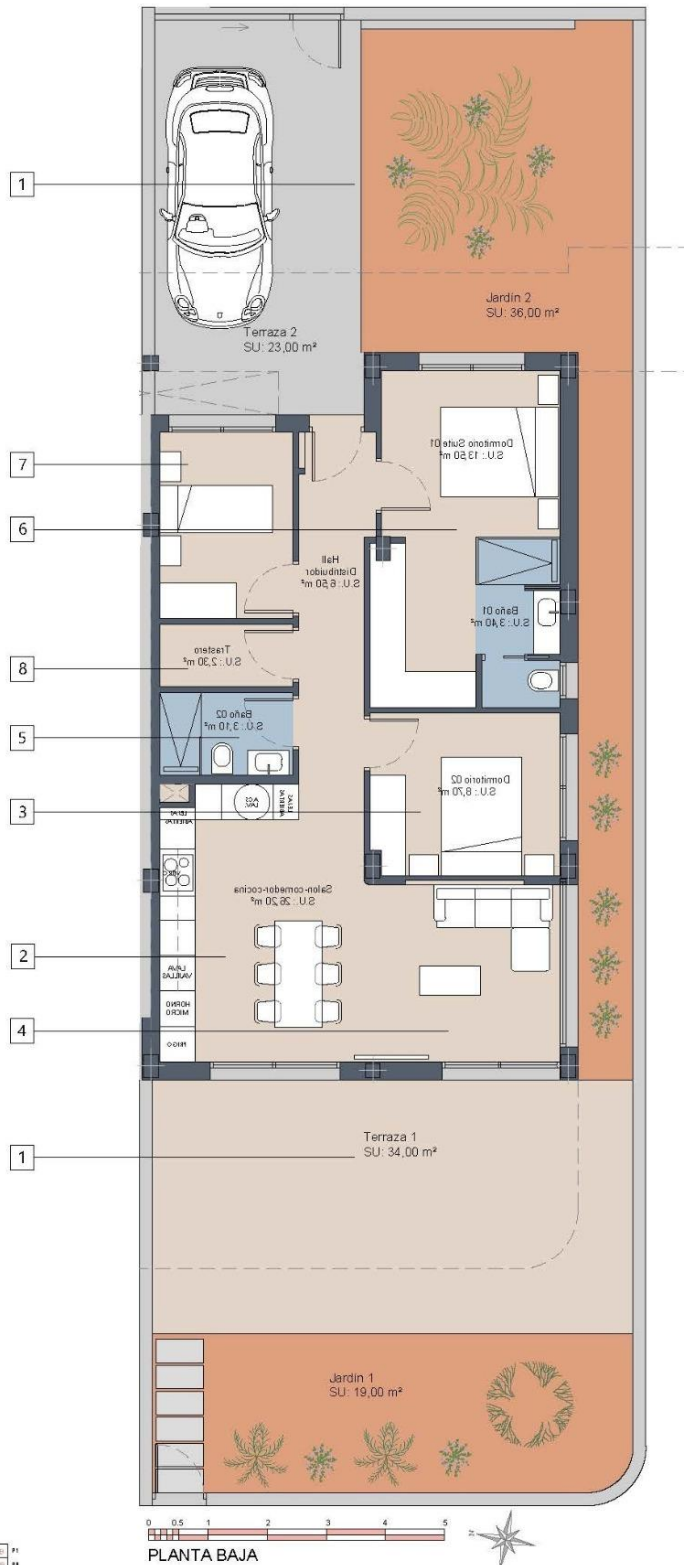 1
Jardín 2
SU: 36,00 m²
Terraza 2
SU: 23,00 m²
7
Dormitorio Suite 01
S.U.: 13,50 m²
6
Hall
Distribuidor
S.U.: 6,50 m²
Baño 01
S.U.: 3,40 m²
Trastero
S.U.: 2,30 m²
8
Baño 02
S.U.: 3,10 m²
5
Dormitorio 02
S.U.: 8,70 m²
3
Salon-comedor-cocina
S.U.: 26,20 m²
2
LAVA
VAJILLAS
HORNO
MICRO
FRIGO
4
Terraza 1
SU: 34,00 m²
1
Jardín 1
SU: 19,00 m²
0 0.5 1 2 3 4 5
N
PLANTA BAJA